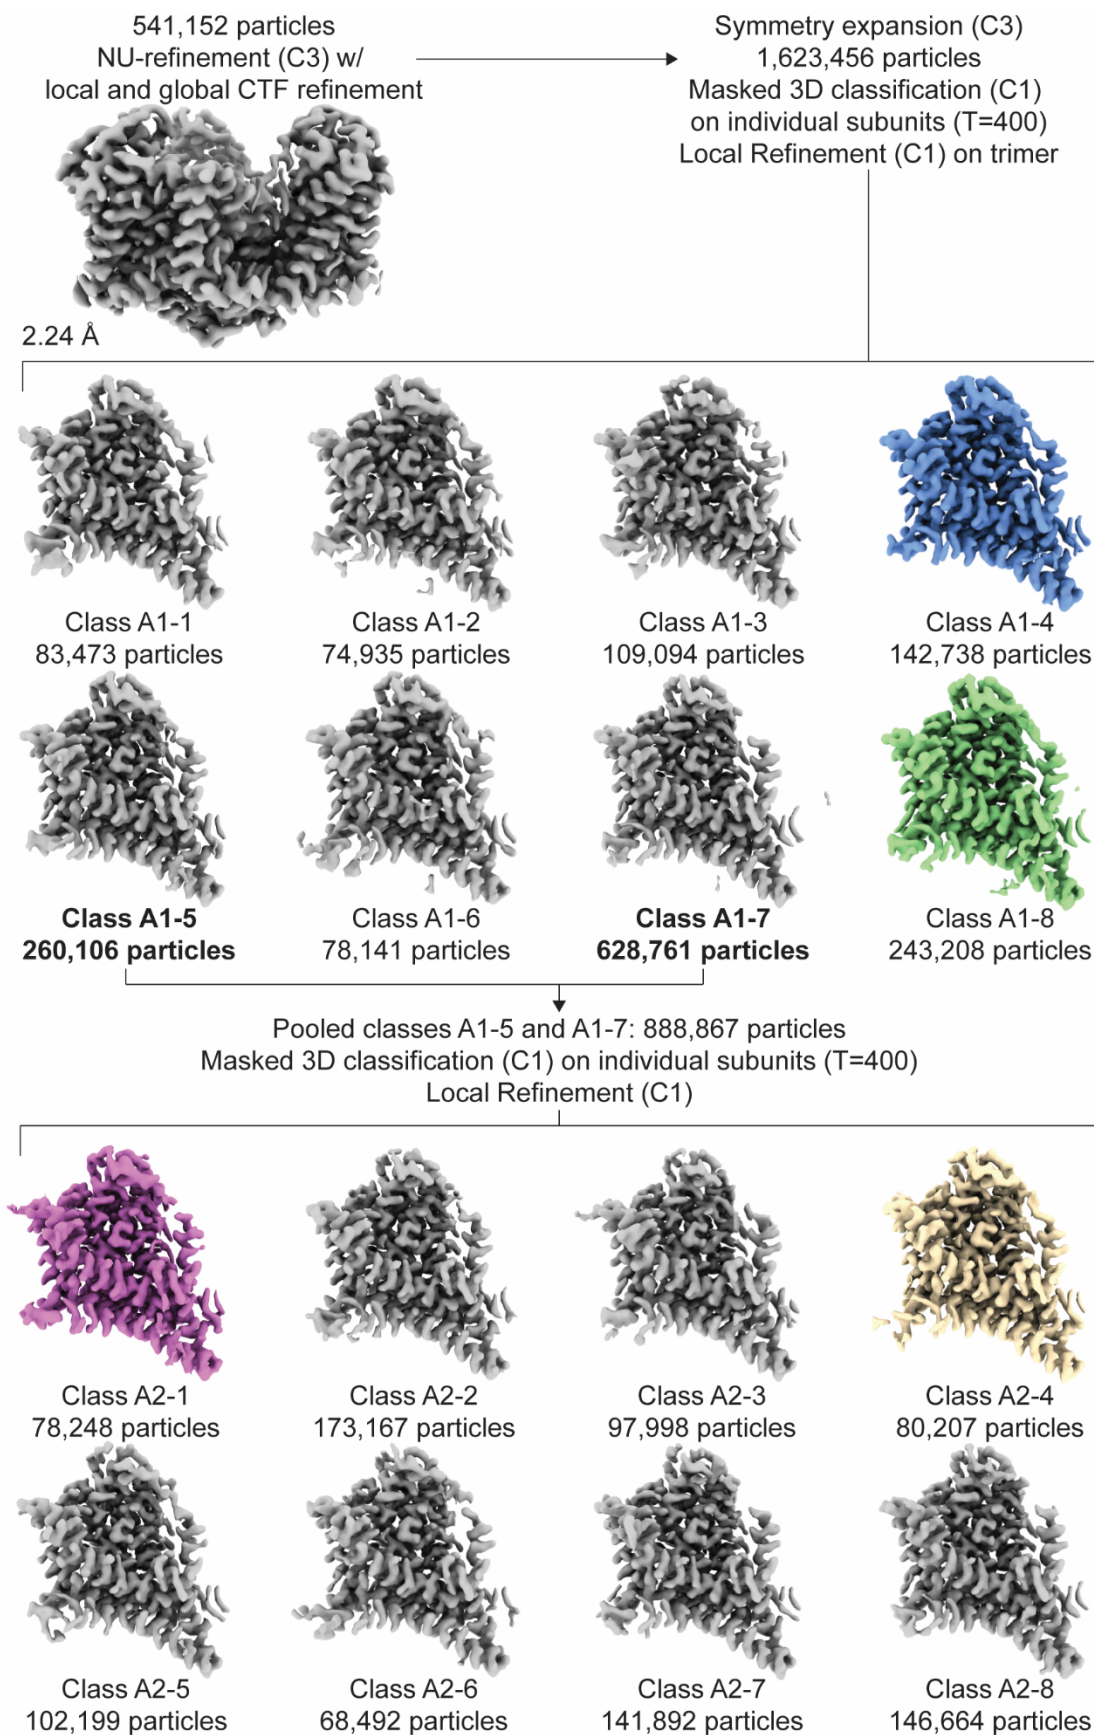 541,152 particles
NU-refinement (C3) w/
local and global CTF refinement
Symmetry expansion (C3)
1,623,456 particles
Masked 3D classification (C1)
on individual subunits (T=400)
Local Refinement (C1) on trimer
2.24 Å
Class A1-1
83,473 particles
Class A1-2
74,935 particles
Class A1-3
109,094 particles
Class A1-4
142,738 particles
Class A1-5
260,106 particles
Class A1-6
78,141 particles
Class A1-7
628,761 particles
Class A1-8
243,208 particles
Pooled classes A1-5 and A1-7: 888,867 particles
Masked 3D classification (C1) on individual subunits (T=400)
Local Refinement (C1)
Class A2-1
78,248 particles
Class A2-2
173,167 particles
Class A2-3
97,998 particles
Class A2-4
80,207 particles
Class A2-5
102,199 particles
Class A2-6
68,492 particles
Class A2-7
141,892 particles
Class A2-8
146,664 particles